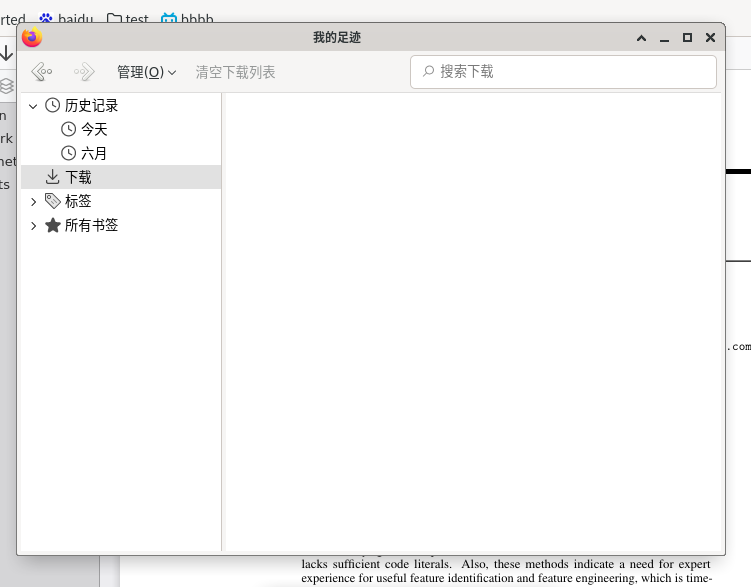 rted baidu test bbbb
我的足迹
管理(O) 清空下载列表 搜索下载
历史记录
今天
六月
下载
标签
所有书签
n
rk
net
ts
.com
lacks sufficient code literals. Also, these methods indicate a need for expert
experience for useful feature identification and feature engineering, which is time-